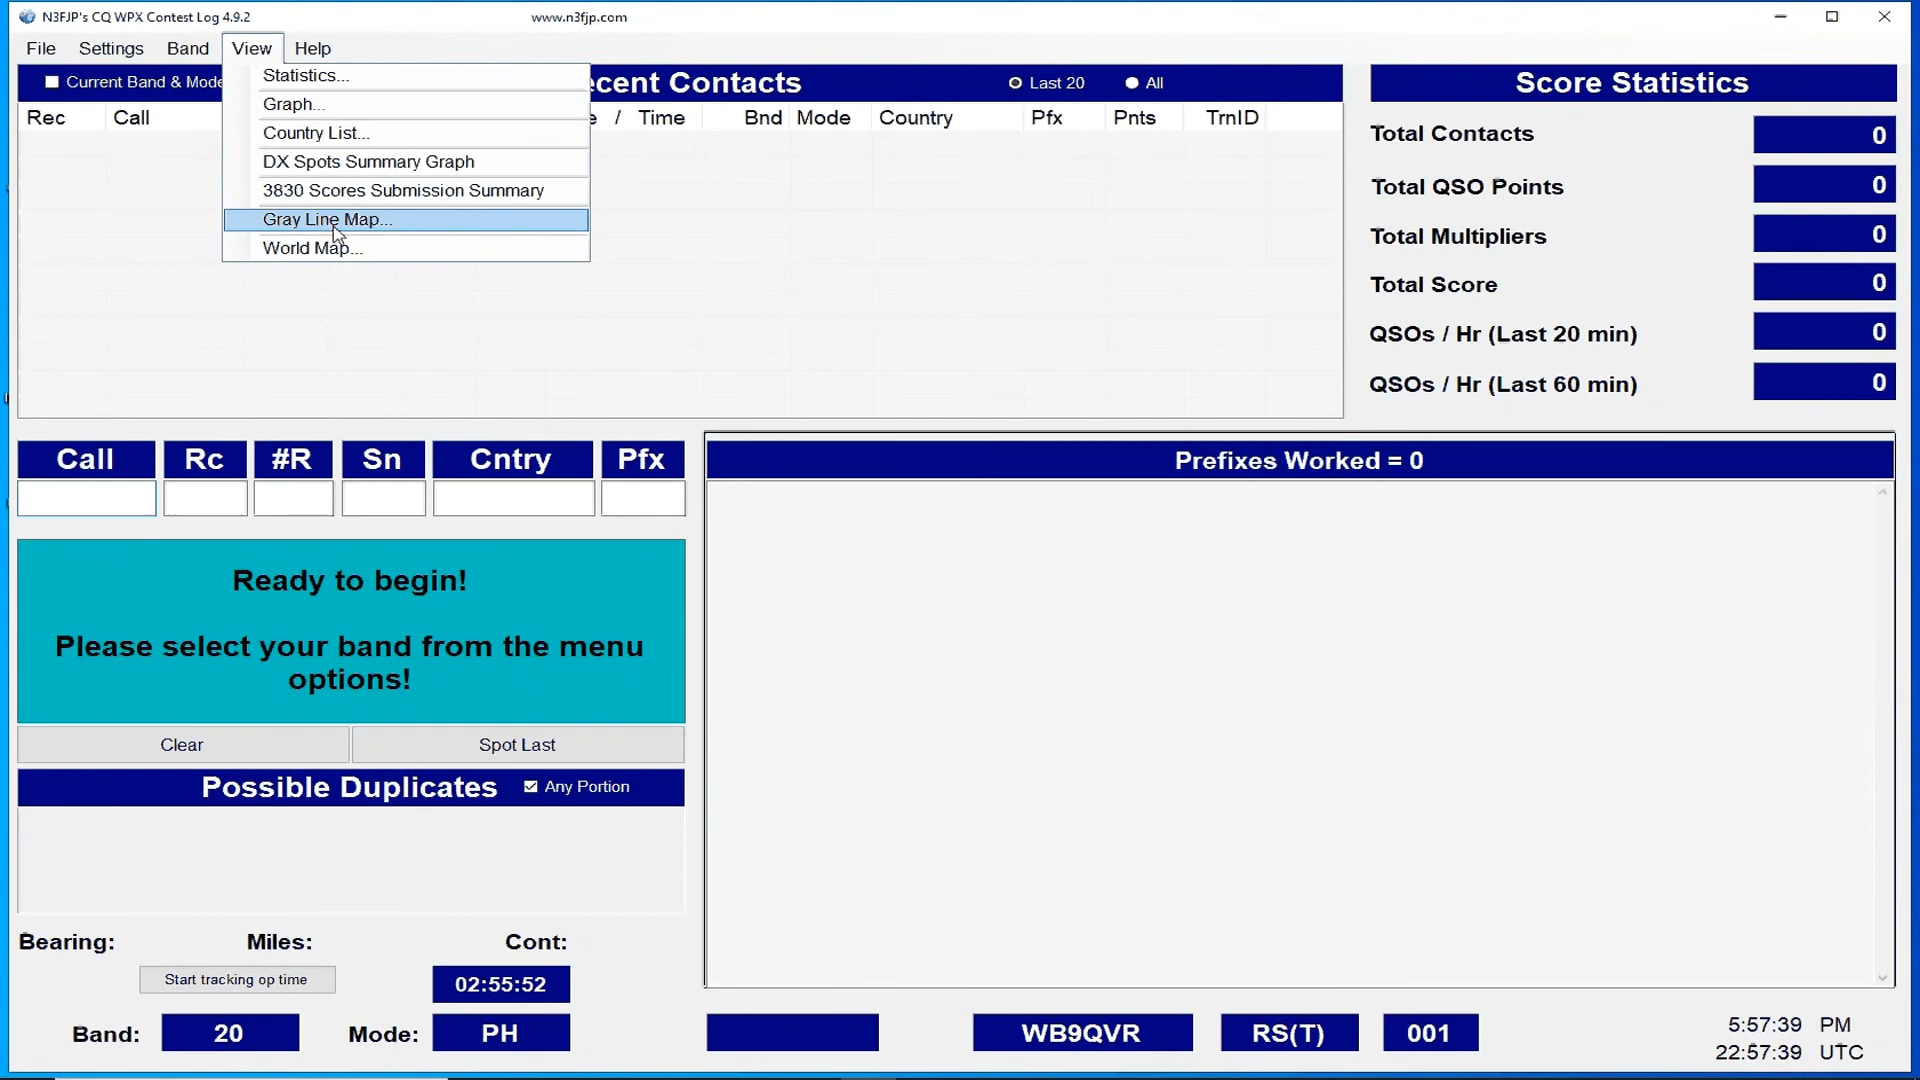 N3FJP's CQ WPX Contest Log 4.9.2 www.n3fjp.com
File Settings Band View Help
Current Band & Mode ecent Contacts Last 20 All Score Statistics
Statistics...
Graph...
Country List...
DX Spots Summary Graph
3830 Scores Submission Summary
Gray Line Map...
World Map...
Rec Call e / Time Bnd Mode Country Pfx Pnts TrnID
Total Contacts 0
Total QSO Points 0
Total Multipliers 0
Total Score 0
QSOs / Hr (Last 20 min) 0
QSOs / Hr (Last 60 min) 0
Call Rc #R Sn Cntry Pfx
Prefixes Worked = 0
Ready to begin!
Please select your band from the menu
options!
Clear Spot Last
Possible Duplicates Any Portion
Bearing: Miles: Cont:
Start tracking op time 02:55:52
Band: 20 Mode: PH WB9QVR RS(T) 001
5:57:39 PM
22:57:39 UTC